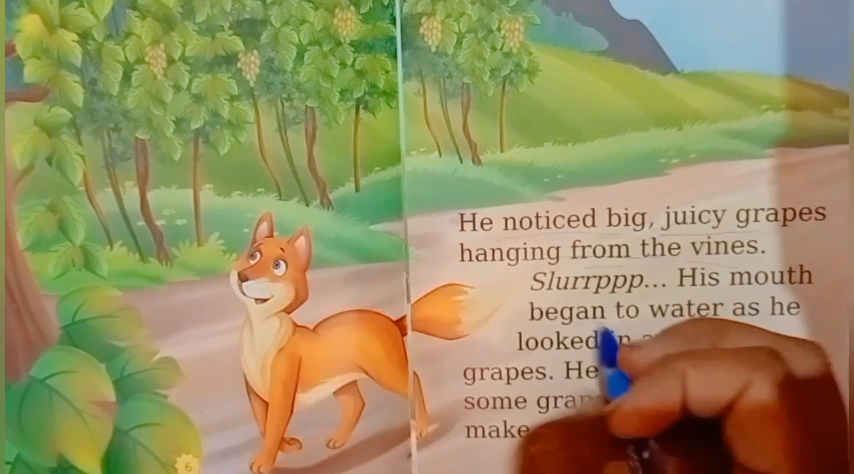 He noticed big, juicy grapes
hanging from the vines.
Slurrppp... His mouth
began to water as he
looked
grapes. He
some
make
6